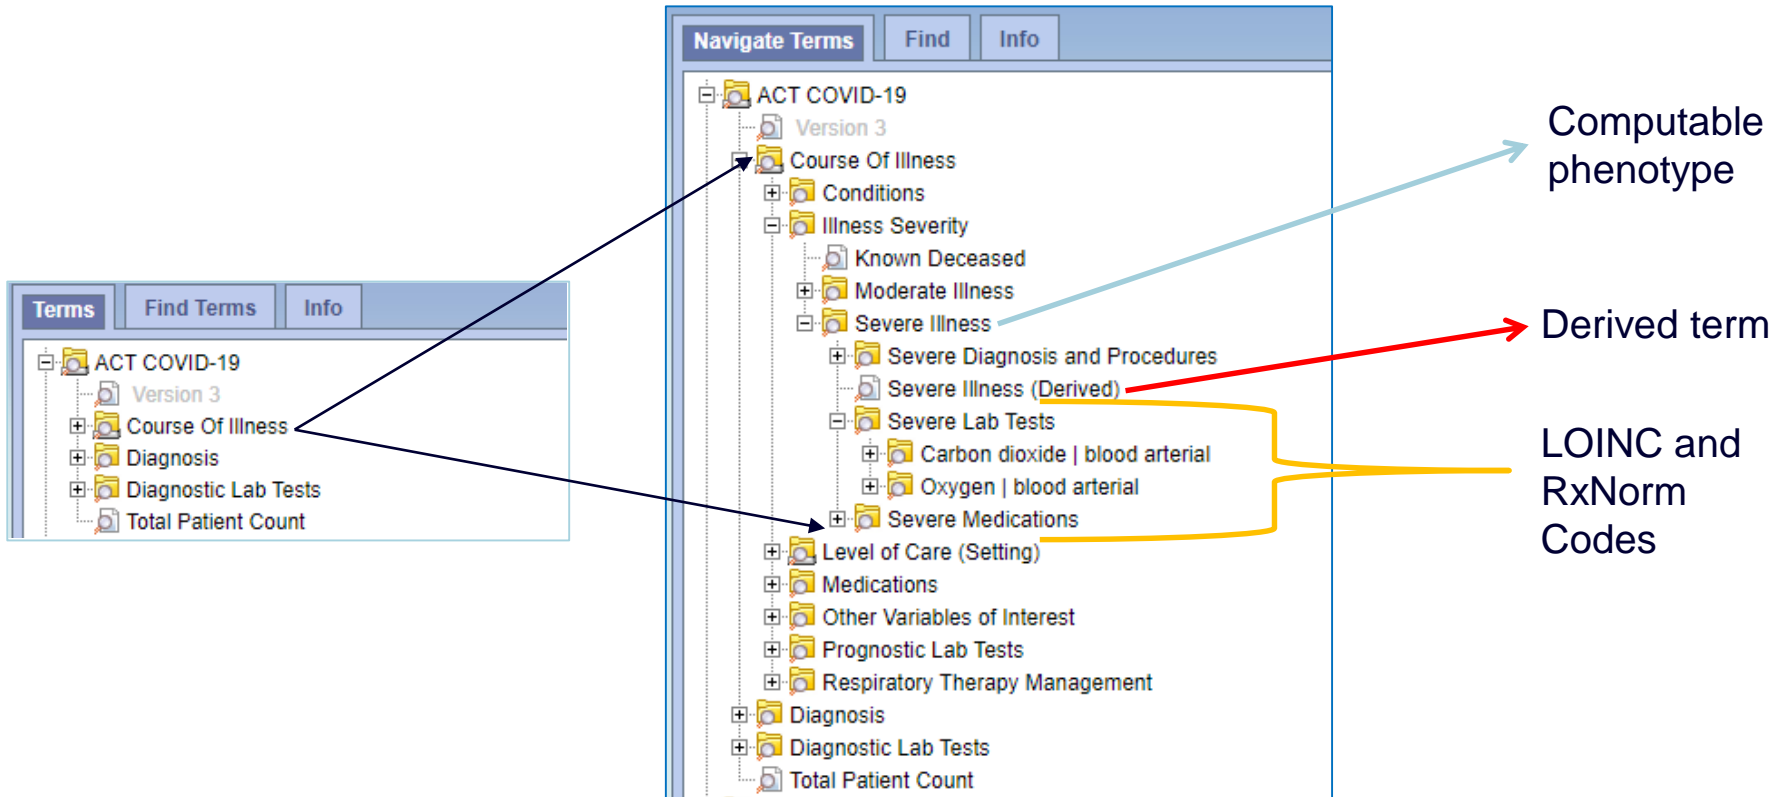 Terms Find Terms Info
ACT COVID-19
Version 3
Course Of Illness
Diagnosis
Diagnostic Lab Tests
Total Patient Count
Navigate Terms Find Info
ACT COVID-19
Version 3
Course Of Illness
Conditions
Illness Severity
Known Deceased
Moderate Illness
Severe Illness
Severe Diagnosis and Procedures
Severe Illness (Derived)
Severe Lab Tests
Carbon dioxide | blood arterial
Oxygen | blood arterial
Severe Medications
Level of Care (Setting)
Medications
Other Variables of Interest
Prognostic Lab Tests
Respiratory Therapy Management
Diagnosis
Diagnostic Lab Tests
Total Patient Count
Computable
phenotype
Derived term
LOINC and
RxNorm
Codes